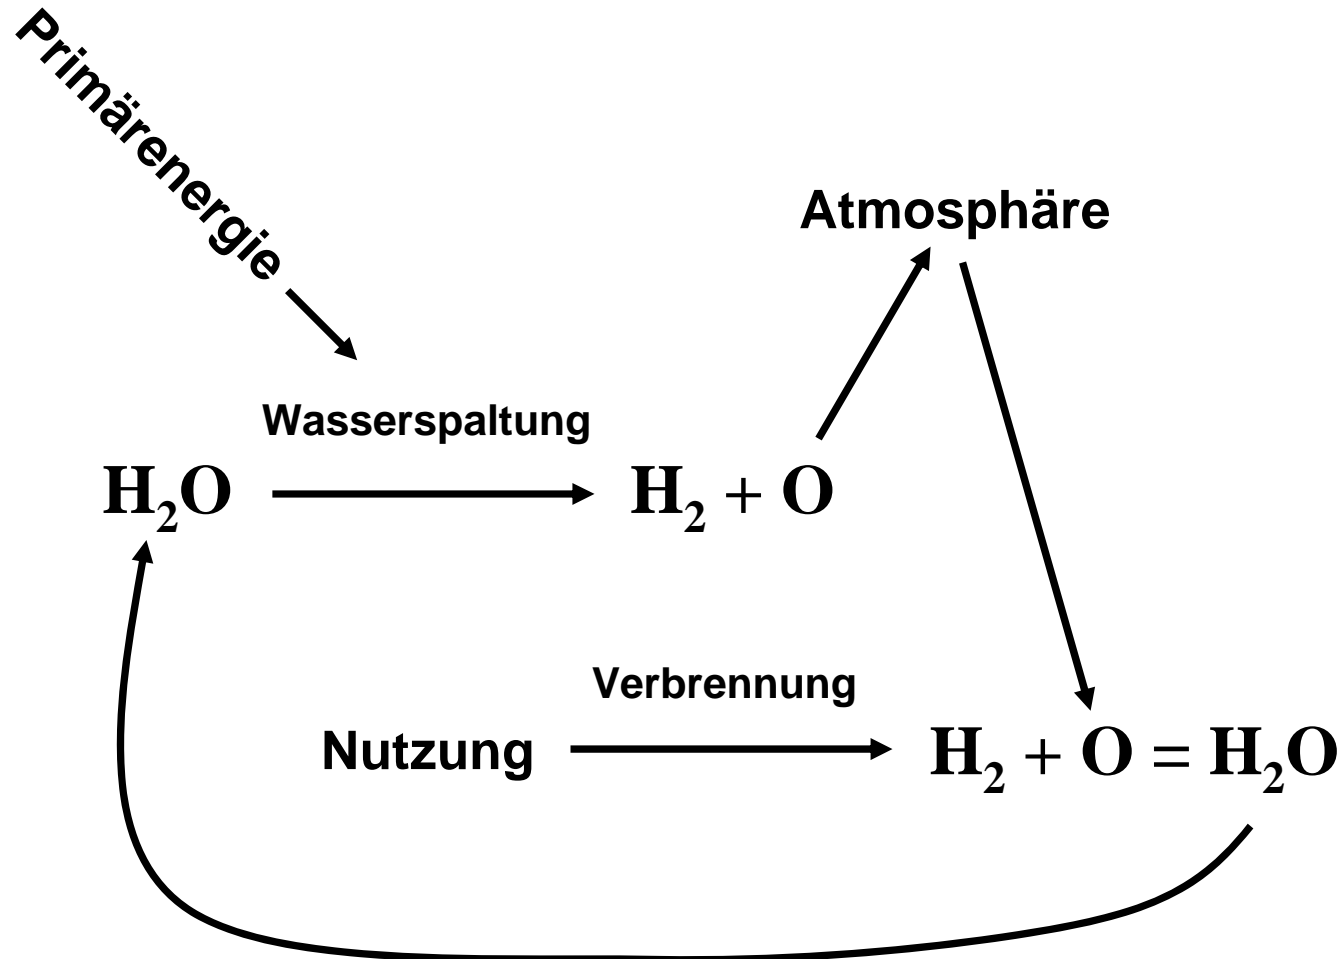 Primärenergie
Atmosphäre
Wasserspaltung
H₂O
H₂ + O
Verbrennung
Nutzung
H₂ + O = H₂O